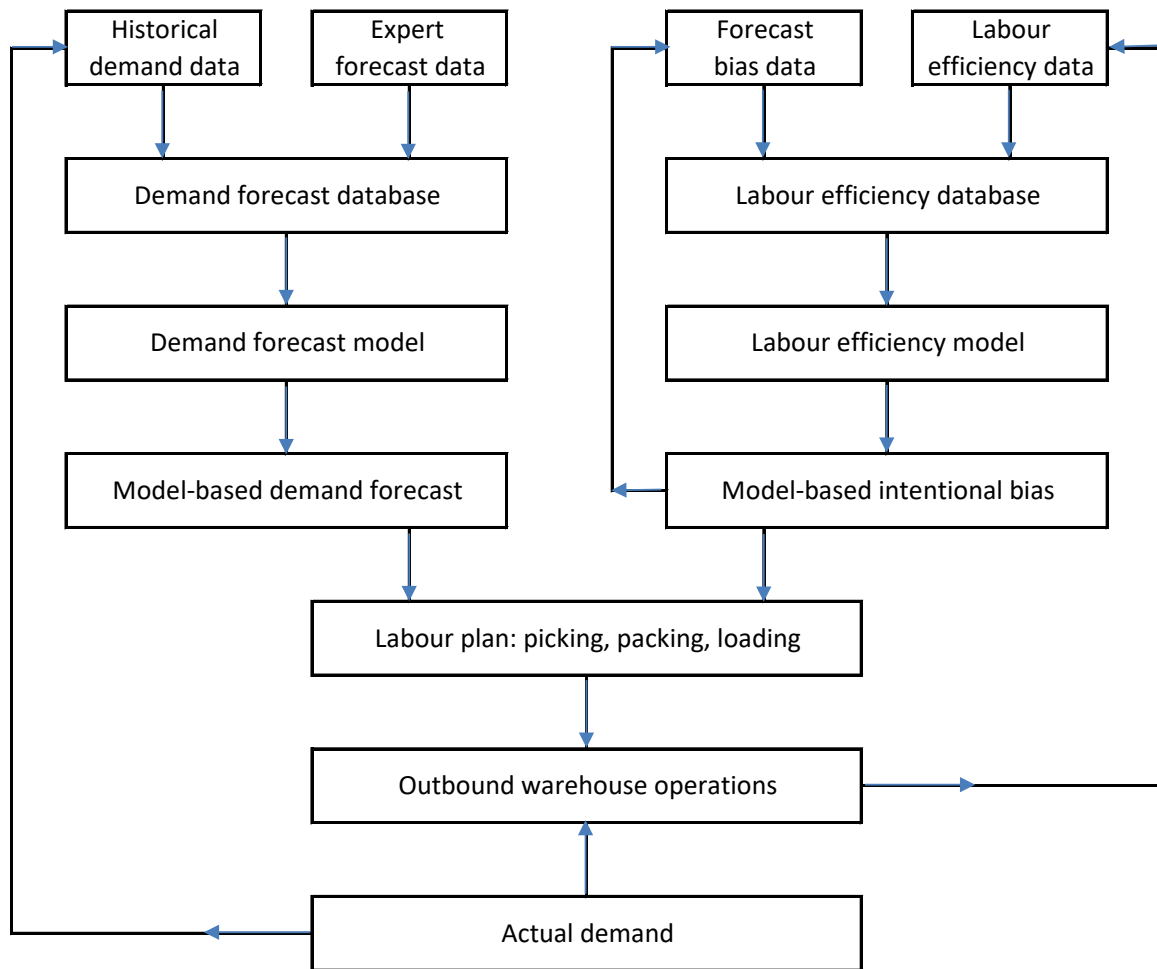 Historical
demand data
Expert
forecast data
Forecast
bias data
Labour
efficiency data
Demand forecast database
Labour efficiency database
Demand forecast model
Labour efficiency model
Model-based demand forecast
Model-based intentional bias
Labour plan: picking, packing, loading
Outbound warehouse operations
Actual demand